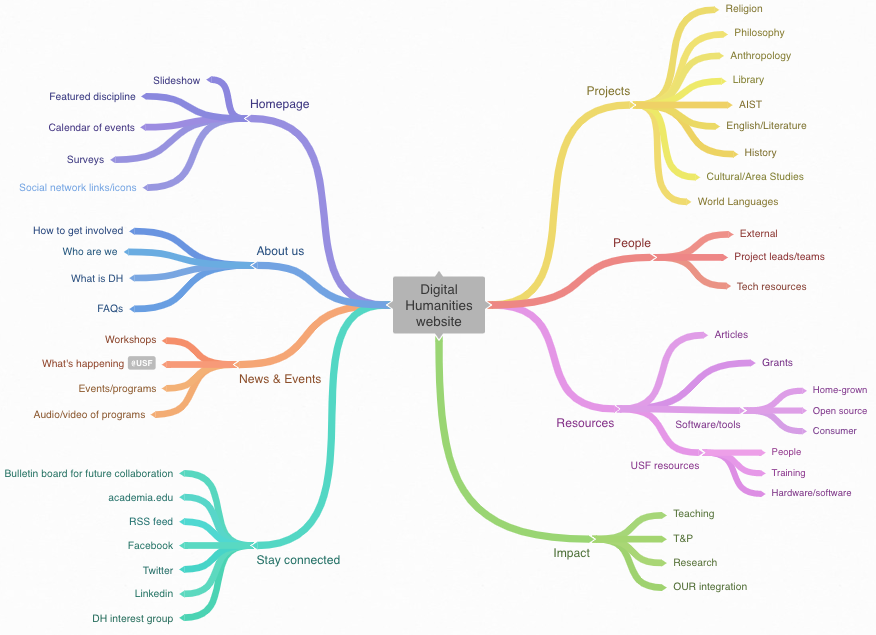 Digital
Humanities
website
Homepage
Slideshow
Featured discipline
Calendar of events
Surveys
Social network links/icons
About us
How to get involved
Who are we
What is DH
FAQs
News & Events
Workshops
What's happening #USF
Events/programs
Audio/video of programs
Stay connected
Bulletin board for future collaboration
academia.edu
RSS feed
Facebook
Twitter
Linkedin
DH interest group
Projects
Religion
Philosophy
Anthropology
Library
AIST
English/Literature
History
Cultural/Area Studies
World Languages
People
External
Project leads/teams
Tech resources
Resources
Articles
Grants
Software/tools
Home-grown
Open source
Consumer
USF resources
People
Training
Hardware/software
Impact
Teaching
T&P
Research
OUR integration